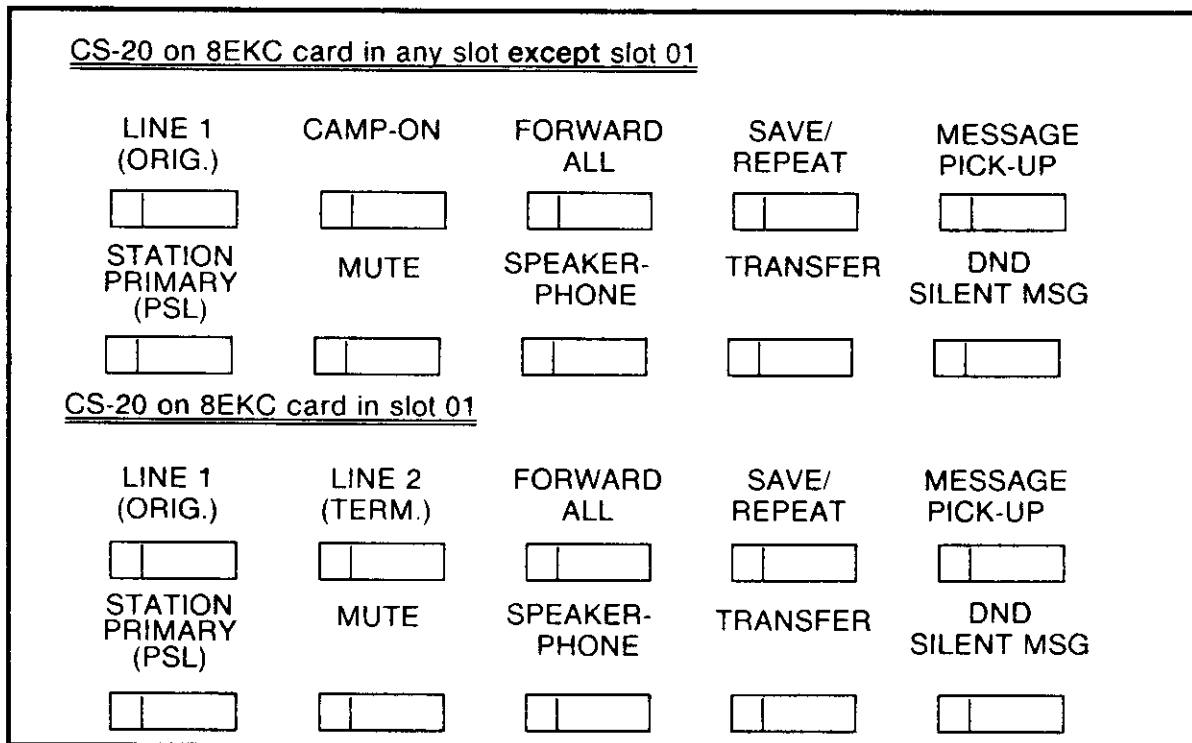 CS-20 on 8EKC card in any slot except slot 01
LINE 1 CAMP-ON FORWARD SAVE/ MESSAGE
(ORIG.) ALL REPEAT PICK-UP
STATION MUTE SPEAKER- TRANSFER DND
PRIMARY PHONE SILENT MSG
(PSL)
CS-20 on 8EKC card in slot 01
LINE 1 LINE 2 FORWARD SAVE/ MESSAGE
(ORIG.) (TERM.) ALL REPEAT PICK-UP
STATION MUTE SPEAKER- TRANSFER DND
PRIMARY PHONE SILENT MSG
(PSL)